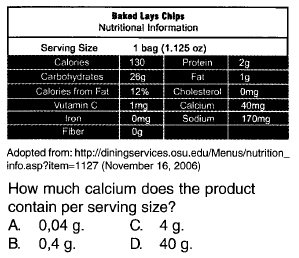 Baked Lays Chips
Nutritional Information
Serving Size 1 bag (1.125 oz)
Calories 130 Protein 2g
Carbohydrates 26g Fat 1g
Calories from Fat 12% Cholesterol 0mg
Vutamin C 1mg Calcium 40mg
Iron 0mg Sodium 170mg
Fiber 0g
Adopted from: http://diningservices.osu.edu/Menus/nutrition_
info.asp?item=1127 (November 16, 2006)
How much calcium does the product
contain per serving size?
A. 0,04 g. C. 4 g.
B. 0,4 g. D. 40 g.